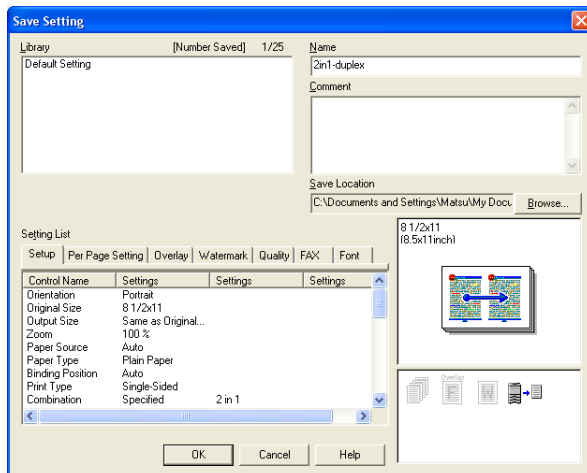 Save Setting
Library [Number Saved] 1/25
Default Setting
Name
2in1-duplex
Comment
Save Location
C:\Documents and Settings\Matsu\My Docu
Browse...
Setting List
Setup Per Page Setting Overlay Watermark Quality FAX Font
Control Name Settings Settings Settings
Orientation Portrait
Original Size 8 1/2x11
Output Size Same as Original...
Zoom 100 %
Paper Source Auto
Paper Type Plain Paper
Binding Position Auto
Print Type Single-Sided
Combination Specified 2 in 1
8 1/2x11
(8.5x11inch)
Overlay
OK Cancel Help